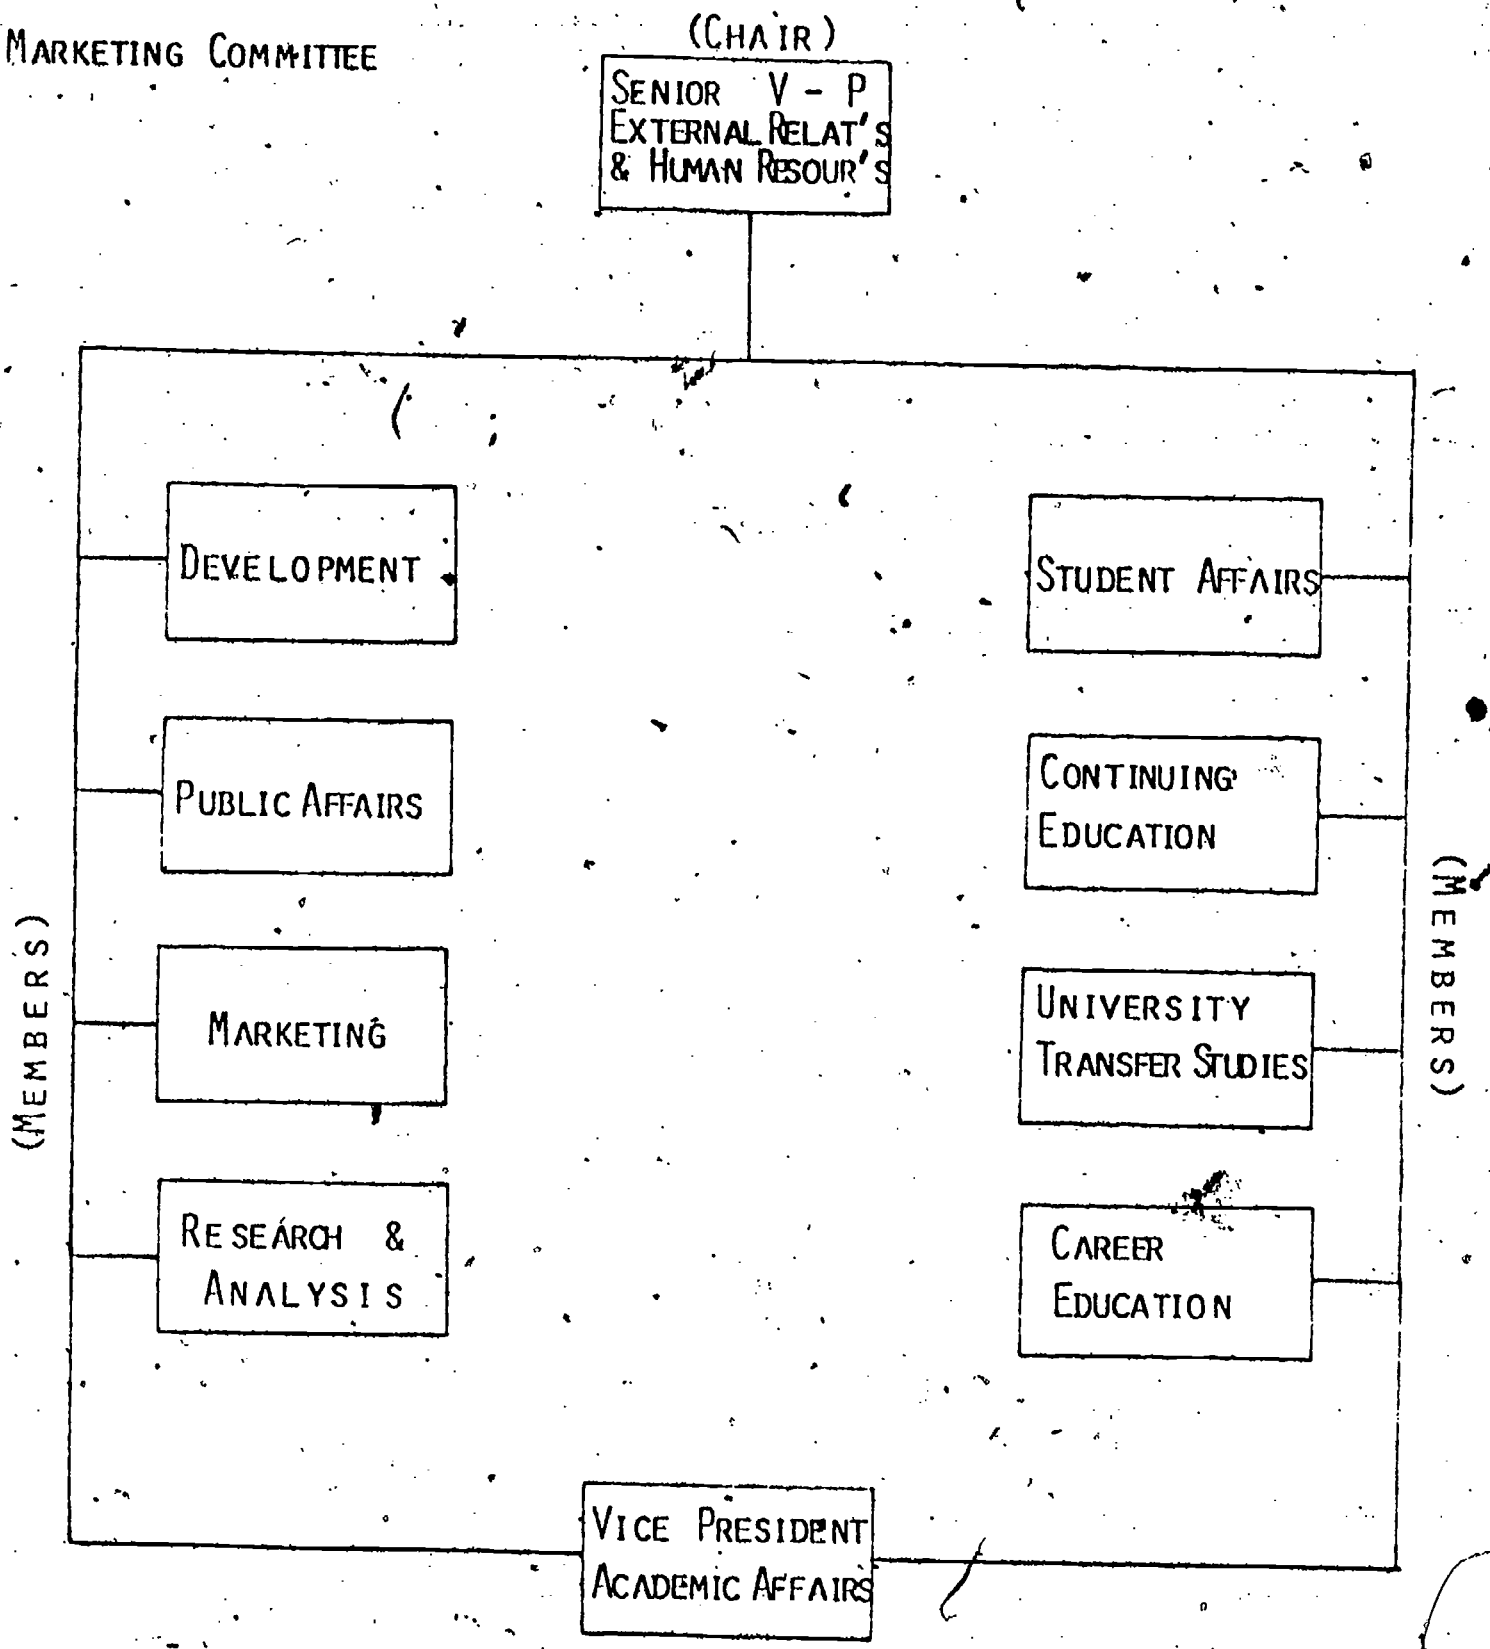 MARKETING COMMITTEE
(CHAIR)
SENIOR V - P
EXTERNAL RELAT'S
& HUMAN RESOUR'S
DEVELOPMENT
PUBLIC AFFAIRS
MARKETING
RESEARCH &
ANALYSIS
(MEMBERS)
STUDENT AFFAIRS
CONTINUING
EDUCATION
UNIVERSITY
TRANSFER STUDIES
CAREER
EDUCATION
(MEMBERS)
VICE PRESIDENT
ACADEMIC AFFAIRS